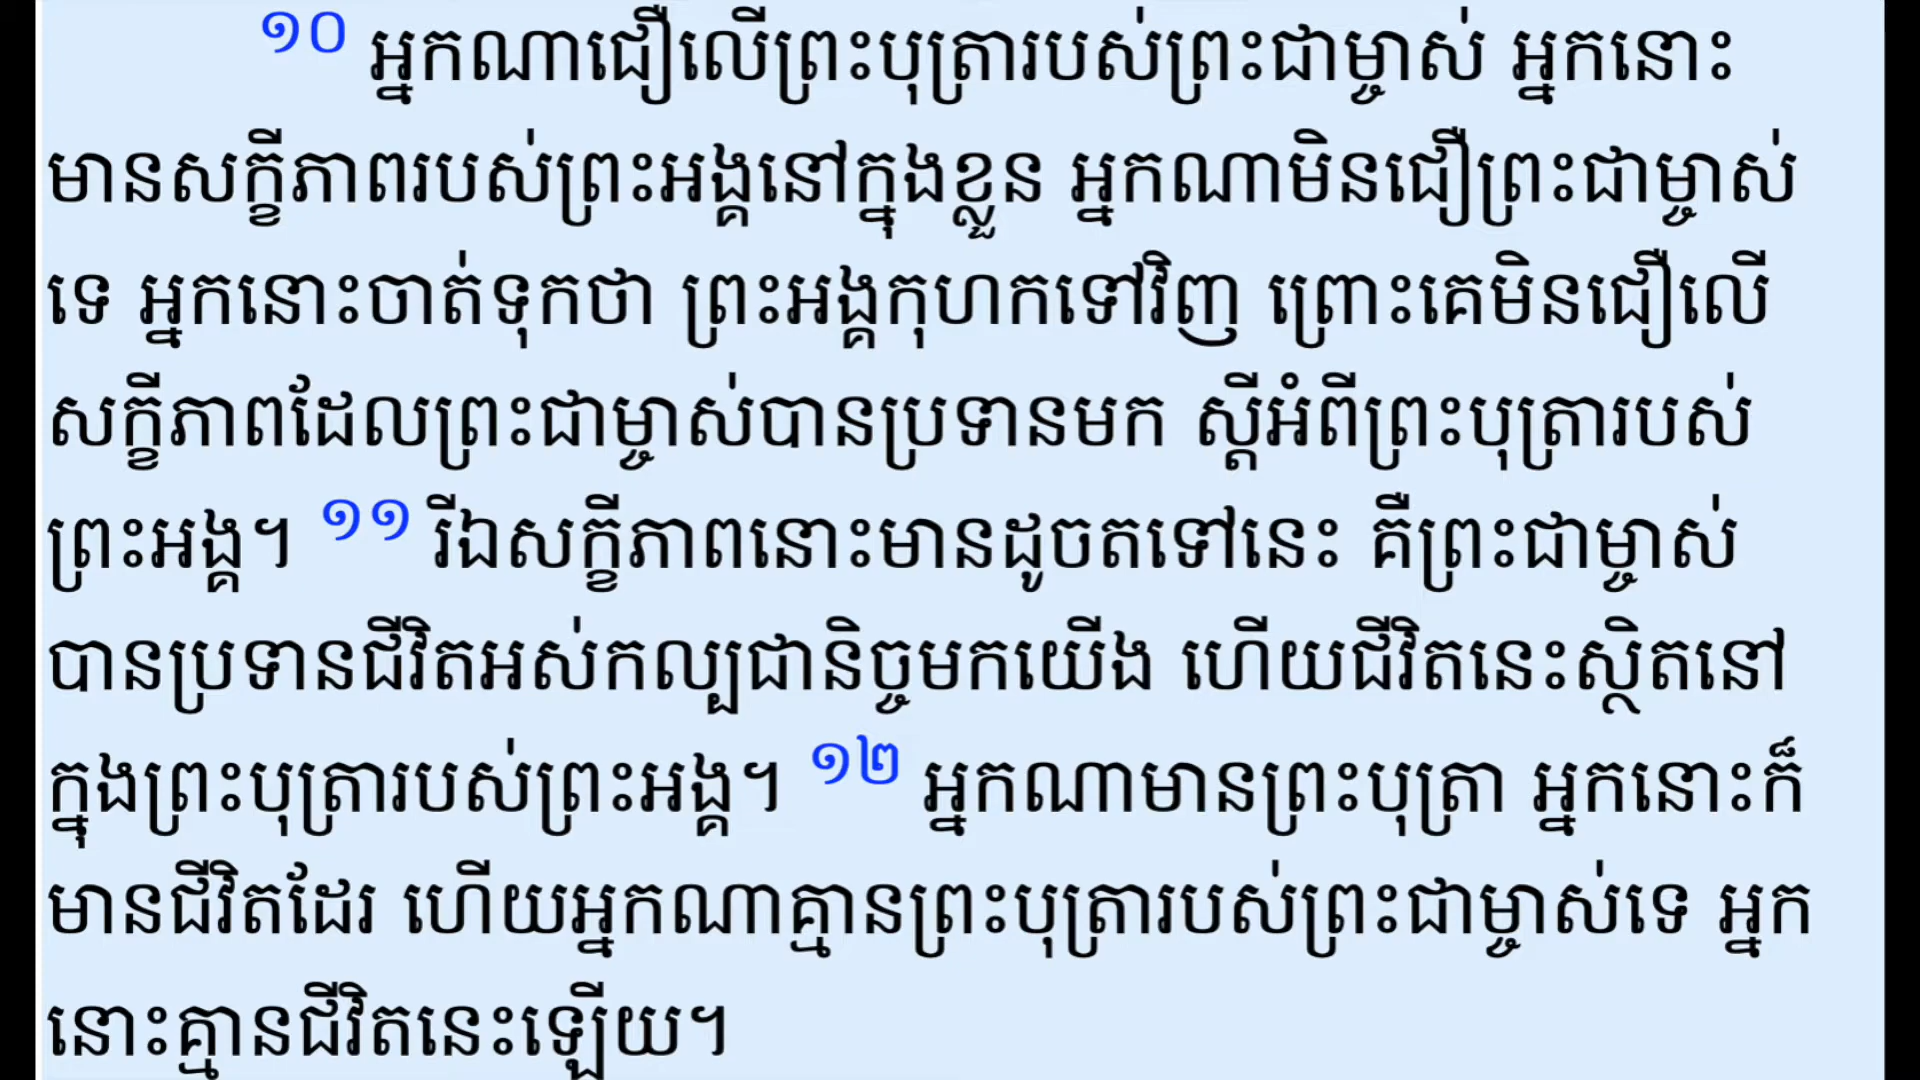 ១០ អ្នកណាជឿលើព្រះបុត្រារបស់ព្រះជាម្ចាស់ អ្នកនោះ
មានសក្ខីភាពរបស់ព្រះអង្គនៅក្នុងខ្លួន អ្នកណាមិនជឿព្រះជាម្ចាស់
ទេ អ្នកនោះចាត់ទុកថា ព្រះអង្គកុហកទៅវិញ ព្រោះគេមិនជឿលើ
សក្ខីភាពដែលព្រះជាម្ចាស់បានប្រទានមក ស្ដីអំពីព្រះបុត្រារបស់
ព្រះអង្គ។ ១១ រីឯសក្ខីភាពនោះមានដូចតទៅនេះ គឺព្រះជាម្ចាស់
បានប្រទានជីវិតអស់កល្បជានិច្ចមកយើង ហើយជីវិតនេះស្ថិតនៅ
ក្នុងព្រះបុត្រារបស់ព្រះអង្គ។ ១២ អ្នកណាមានព្រះបុត្រា អ្នកនោះក៏
មានជីវិតដែរ ហើយអ្នកណាគ្មានព្រះបុត្រារបស់ព្រះជាម្ចាស់ទេ អ្នក
នោះគ្មានជីវិតនេះឡើយ។